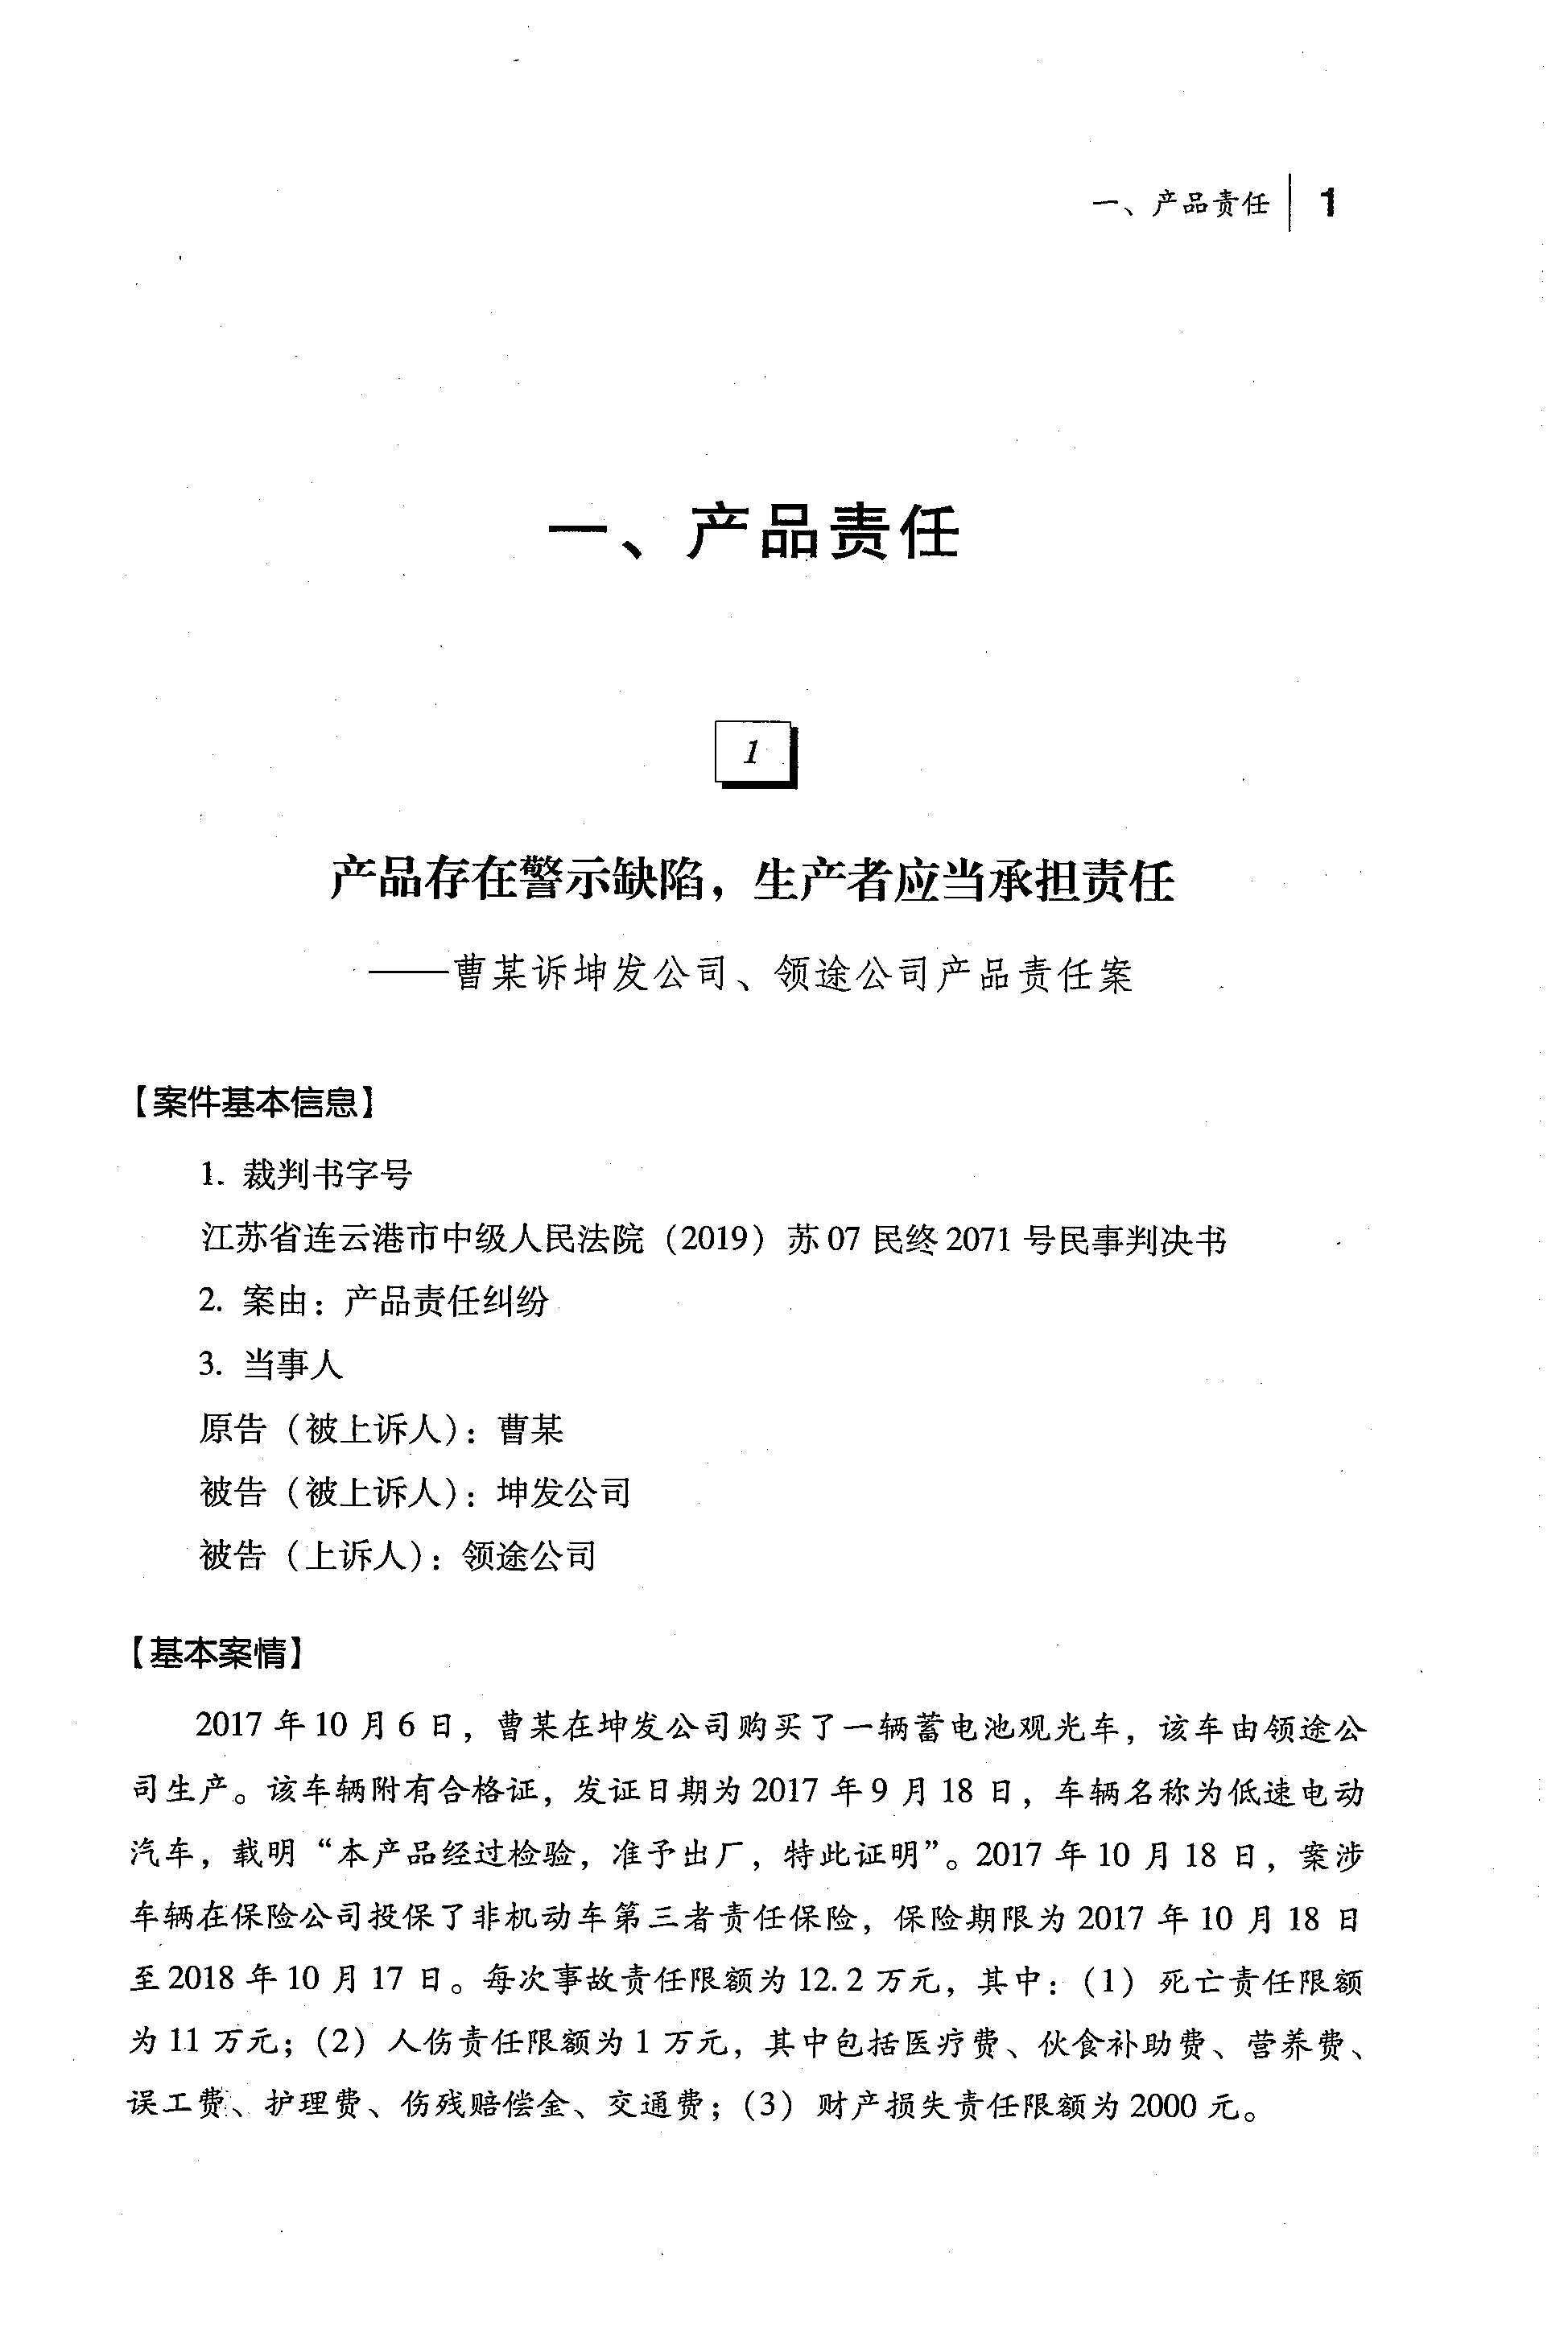 一、产品责任 1
一、产品责任
1
产品存在警示缺陷，生产者应当承担责任
——曹某诉坤发公司、领途公司产品责任案
【案件基本信息】
1. 裁判书字号
江苏省连云港市中级人民法院（2019）苏07民终2071号民事判决书
2. 案由：产品责任纠纷
3. 当事人
原告（被上诉人）：曹某
被告（被上诉人）：坤发公司
被告（上诉人）：领途公司
【基本案情】
2017年10月6日，曹某在坤发公司购买了一辆蓄电池观光车，该车由领途公
司生产。该车辆附有合格证，发证日期为2017年9月18日，车辆名称为低速电动
汽车，载明“本产品经过检验，准予出厂，特此证明”。2017年10月18日，案涉
车辆在保险公司投保了非机动车第三者责任保险，保险期限为2017年10月18日
至2018年10月17日。每次事故责任限额为12.2万元，其中：（1）死亡责任限额
为11万元；（2）人伤责任限额为1万元，其中包括医疗费、伙食补助费、营养费、
误工费、护理费、伤残赔偿金、交通费；（3）财产损失责任限额为2000元。